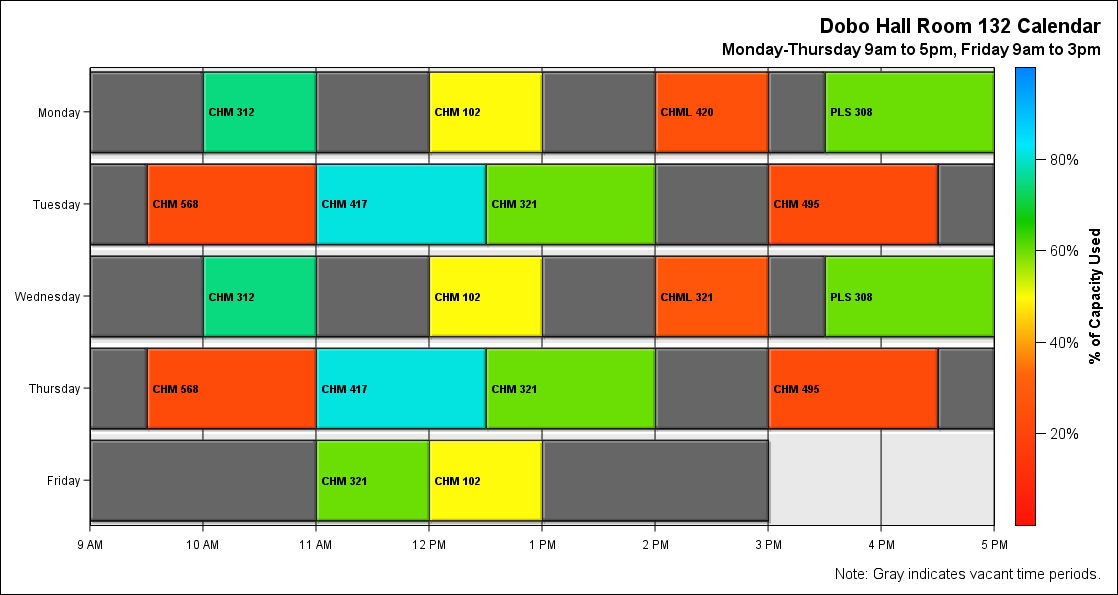 Dobo Hall Room 132 Calendar
Monday-Thursday 9am to 5pm, Friday 9am to 3pm
Monday
CHM 312
CHM 102
CHML 420
PLS 308
Tuesday
CHM 568
CHM 417
CHM 321
CHM 495
Wednesday
CHM 312
CHM 102
CHML 321
PLS 308
Thursday
CHM 568
CHM 417
CHM 321
CHM 495
Friday
CHM 321
CHM 102
9 AM
10 AM
11 AM
12 PM
1 PM
2 PM
3 PM
4 PM
5 PM
80%
60%
40%
20%
% of Capacity Used
Note: Gray indicates vacant time periods.